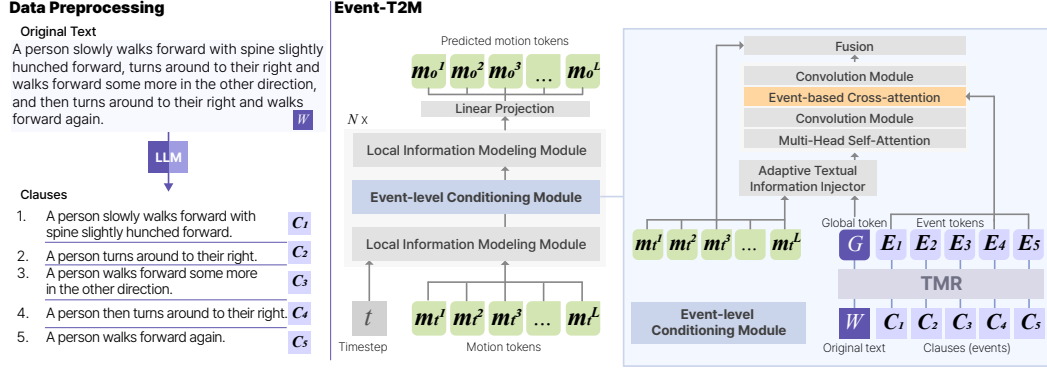 Data Preprocessing
Original Text
A person slowly walks forward with spine slightly
hunched forward, turns around to their right and
walks forward some more in the other direction,
and then turns around to their right and walks
forward again.
W
LLM
Clauses
1. A person slowly walks forward with
spine slightly hunched forward.
C1
2. A person turns around to their right.
C2
3. A person walks forward some more
in the other direction.
C3
4. A person then turns around to their right.
C4
5. A person walks forward again.
C5
Event-T2M
Predicted motion tokens
mo1 mo2 mo3 ... moL
Linear Projection
N x
Local Information Modeling Module
Event-level Conditioning Module
Local Information Modeling Module
t
mt1 mt2 mt3 ... mtL
Timestep
Motion tokens
Fusion
Convolution Module
Event-based Cross-attention
Convolution Module
Multi-Head Self-Attention
Adaptive Textual
Information Injector
Global token
Event tokens
mt1 mt2 mt3 ... mtL
G E1 E2 E3 E4 E5
TMR
Event-level
Conditioning Module
W C1 C2 C3 C4 C5
Original text
Clauses (events)